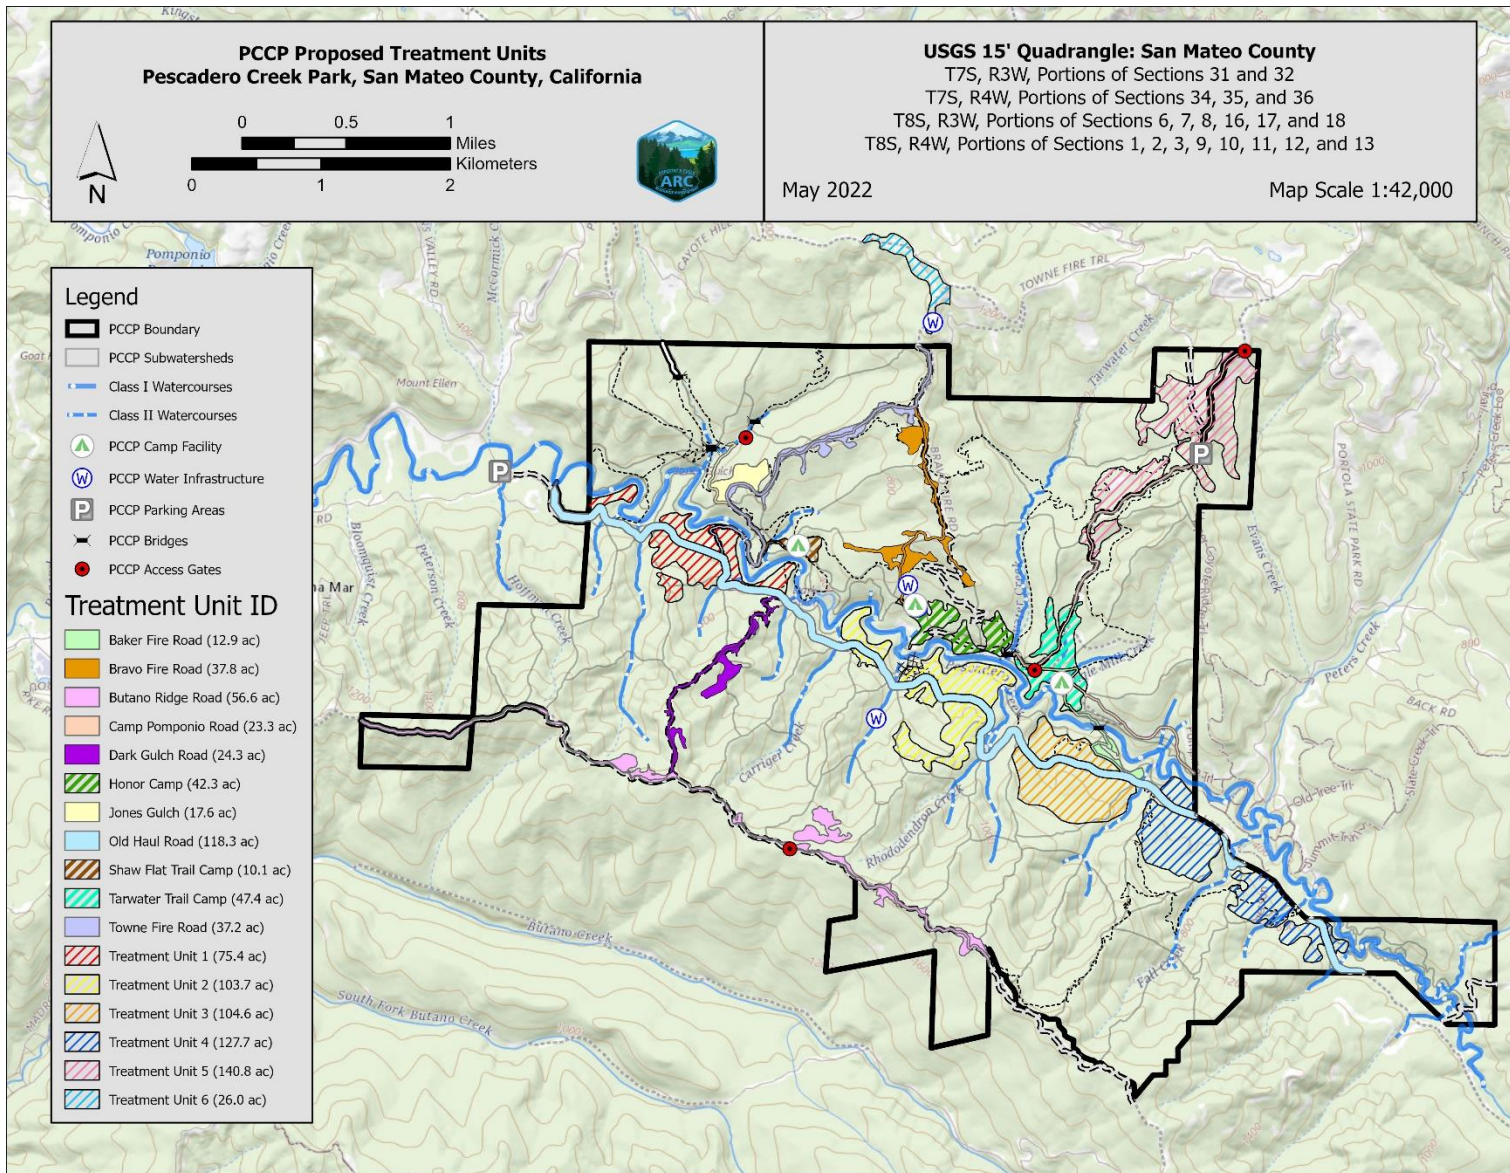 PCCP Proposed Treatment Units
Pescadero Creek Park, San Mateo County, California
0 0.5 1
Miles
Kilometers
0 1 2
N
ARC
USGS 15' Quadrangle: San Mateo County
T7S, R3W, Portions of Sections 31 and 32
T7S, R4W, Portions of Sections 34, 35, and 36
T8S, R3W, Portions of Sections 6, 7, 8, 16, 17, and 18
T8S, R4W, Portions of Sections 1, 2, 3, 9, 10, 11, 12, and 13
May 2022 Map Scale 1:42,000
Legend
PCCP Boundary
PCCP Subwatersheds
Class I Watercourses
Class II Watercourses
PCCP Camp Facility
W PCCP Water Infrastructure
P PCCP Parking Areas
PCCP Bridges
PCCP Access Gates
Treatment Unit ID
Baker Fire Road (12.9 ac)
Bravo Fire Road (37.8 ac)
Butano Ridge Road (56.6 ac)
Camp Pomponio Road (23.3 ac)
Dark Gulch Road (24.3 ac)
Honor Camp (42.3 ac)
Jones Gulch (17.6 ac)
Old Haul Road (118.3 ac)
Shaw Flat Trail Camp (10.1 ac)
Tarwater Trail Camp (47.4 ac)
Towne Fire Road (37.2 ac)
Treatment Unit 1 (75.4 ac)
Treatment Unit 2 (103.7 ac)
Treatment Unit 3 (104.6 ac)
Treatment Unit 4 (127.7 ac)
Treatment Unit 5 (140.8 ac)
Treatment Unit 6 (26.0 ac)
Pomponio
VALLEY RD
McCormick C
CAYOTE HILL
TOWNE FIRE TRL
Tarwater Creek
Mount Ellen
W
P
P
RD
Bloomquist Creek
Peterson Creek
Hoffman Creek
Mar
800
W
W
Evans Creek
PORTOLA STATE PARK RD
Peters Creek
BACK RD
Slate Creek Trl
Old Tree Trl
Summit Trl
Carriger Creek
Rhododendron Creek
Fall Creek
Butano Creek
South Fork Butano Creek
1000